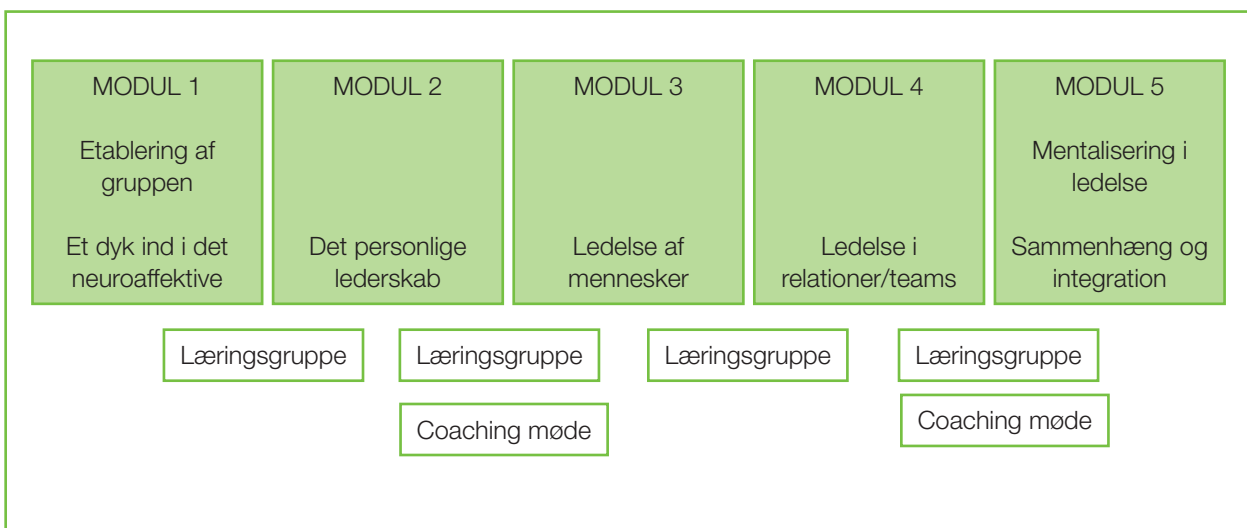 MODUL 1
Etablering af
gruppen
Et dyk ind i det
neuroaffektive
MODUL 2
Det personlige
lederskab
MODUL 3
Ledelse af
mennesker
MODUL 4
Ledelse i
relationer/teams
MODUL 5
Mentalisering i
ledelse
Sammenhæng og
integration
Læringsgruppe
Læringsgruppe
Læringsgruppe
Læringsgruppe
Coaching møde
Coaching møde